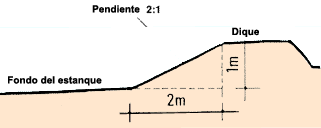 Pendiente 2:1
Dique
Fondo del estanque
1m
2m